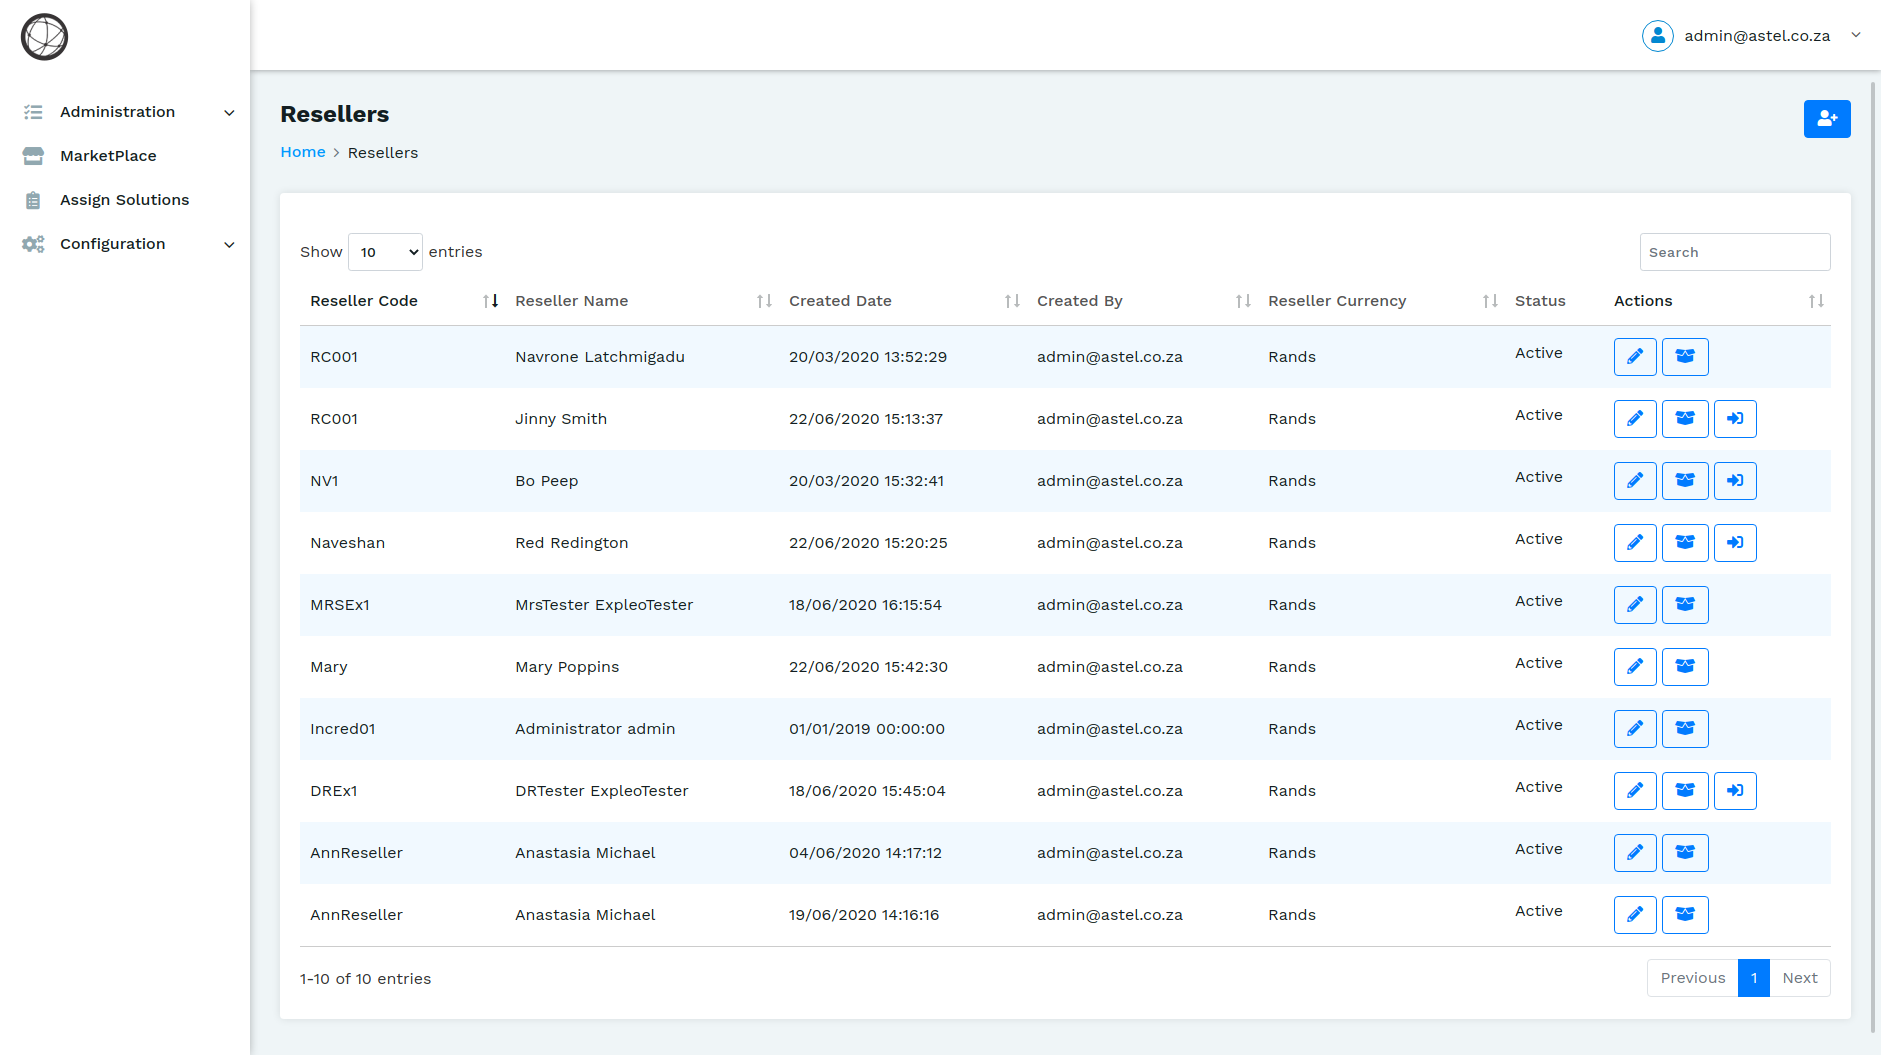 admin@astel.co.za
Administration
MarketPlace
Assign Solutions
Configuration
Resellers
Home > Resellers
Show 10 entries
Search
Reseller Code Reseller Name Created Date Created By Reseller Currency Status Actions
RC001 Navrone Latchmigadu 20/03/2020 13:52:29 admin@astel.co.za Rands Active
RC001 Jinny Smith 22/06/2020 15:13:37 admin@astel.co.za Rands Active
NV1 Bo Peep 20/03/2020 15:32:41 admin@astel.co.za Rands Active
Naveshan Red Redington 22/06/2020 15:20:25 admin@astel.co.za Rands Active
MRSEx1 MrsTester ExpleoTester 18/06/2020 16:15:54 admin@astel.co.za Rands Active
Mary Mary Poppins 22/06/2020 15:42:30 admin@astel.co.za Rands Active
Incred01 Administrator admin 01/01/2019 00:00:00 admin@astel.co.za Rands Active
DREx1 DRTester ExpleoTester 18/06/2020 15:45:04 admin@astel.co.za Rands Active
AnnReseller Anastasia Michael 04/06/2020 14:17:12 admin@astel.co.za Rands Active
AnnReseller Anastasia Michael 19/06/2020 14:16:16 admin@astel.co.za Rands Active
1-10 of 10 entries
Previous 1 Next